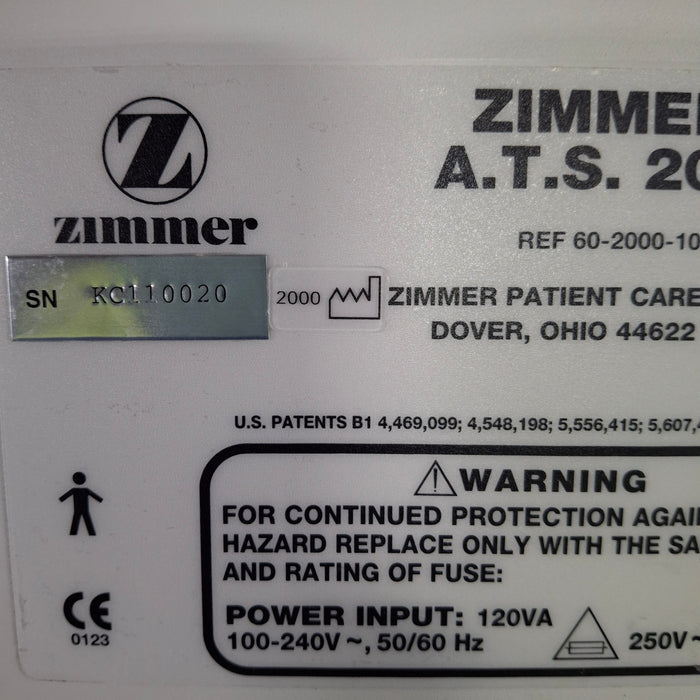 Z
zimmer
ZIMMER
A.T.S. 20
REF 60-2000-10
SN KC110020
2000
ZIMMER PATIENT CARE
DOVER, OHIO 44622
U.S. PATENTS B1 4,469,099; 4,548,198; 5,556,415; 5,607,4
WARNING
FOR CONTINUED PROTECTION AGAI
HAZARD REPLACE ONLY WITH THE SA
AND RATING OF FUSE:
POWER INPUT: 120VA
100-240V ~, 50/60 Hz
250V~
CE
0123